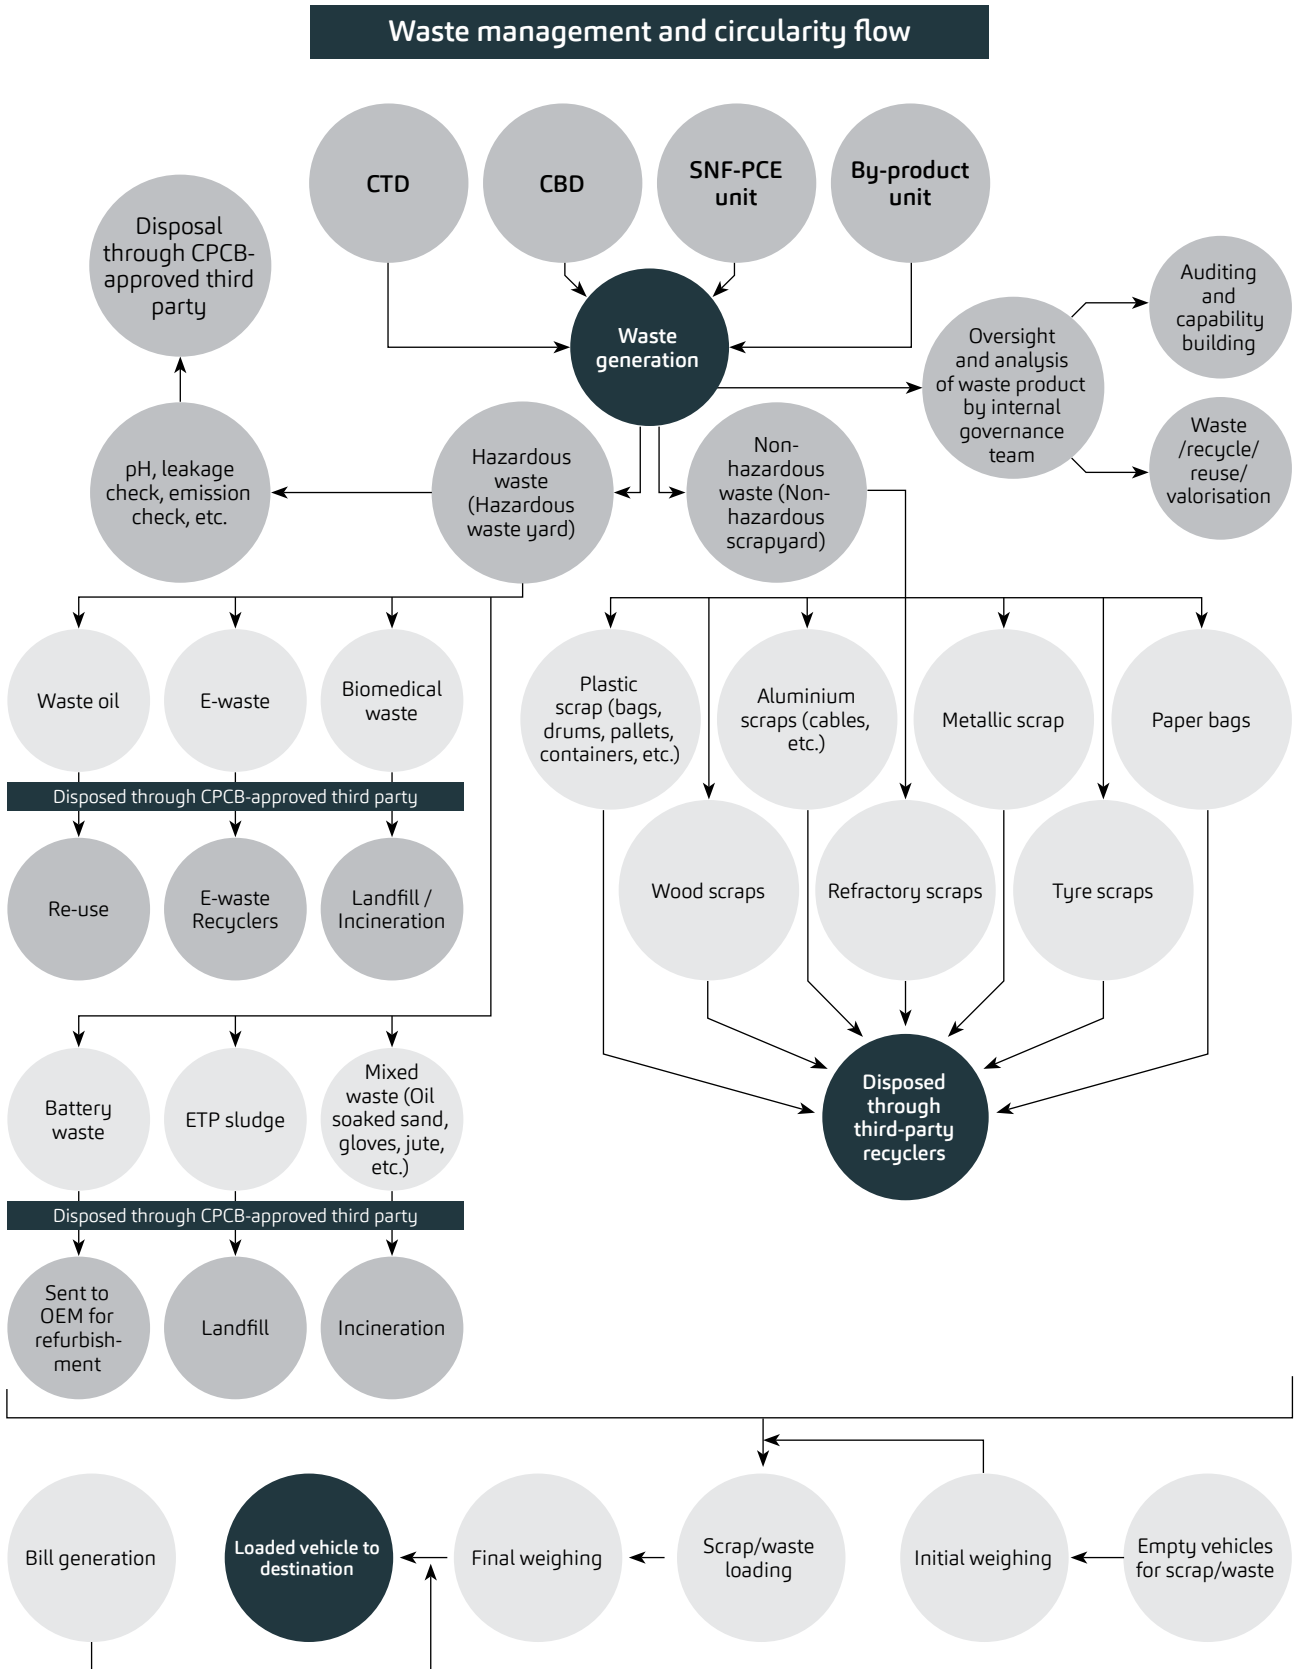 Waste management and circularity flow
CTD
CBD
SNF-PCE
unit
By-product
unit
Disposal
through CPCB-
approved third
party
Waste
generation
Oversight
and analysis
of waste product
by internal
governance
team
Auditing
and
capability
building
Waste
/recycle/
reuse/
valorisation
pH, leakage
check, emission
check, etc.
Hazardous
waste
(Hazardous
waste yard)
Non-
hazardous
waste (Non-
hazardous
scrapyard)
Waste oil
E-waste
Biomedical
waste
Disposed through CPCB-approved third party
Re-use
E-waste
Recyclers
Landfill /
Incineration
Plastic
scrap (bags,
drums, pallets,
containers, etc.)
Aluminium
scraps (cables,
etc.)
Metallic scrap
Paper bags
Wood scraps
Refractory scraps
Tyre scraps
Disposed
through
third-party
recyclers
Battery
waste
ETP sludge
Mixed
waste (Oil
soaked sand,
gloves, jute,
etc.)
Disposed through CPCB-approved third party
Sent to
OEM for
refurbish-
ment
Landfill
Incineration
Bill generation
Loaded vehicle to
destination
Final weighing
Scrap/waste
loading
Initial weighing
Empty vehicles
for scrap/waste